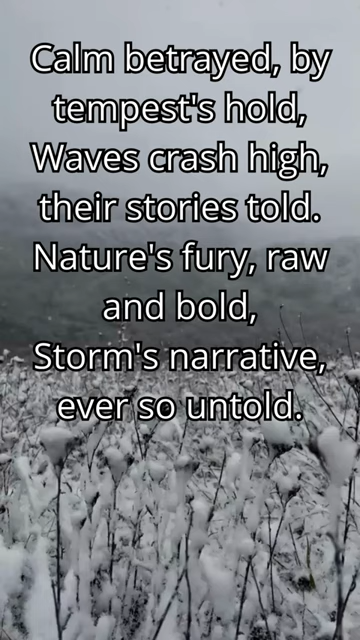 Calm betrayed, by
tempest's hold,
Waves crash high,
their stories told.
Nature's fury, raw
and bold,
Storm's narrative,
ever so untold.